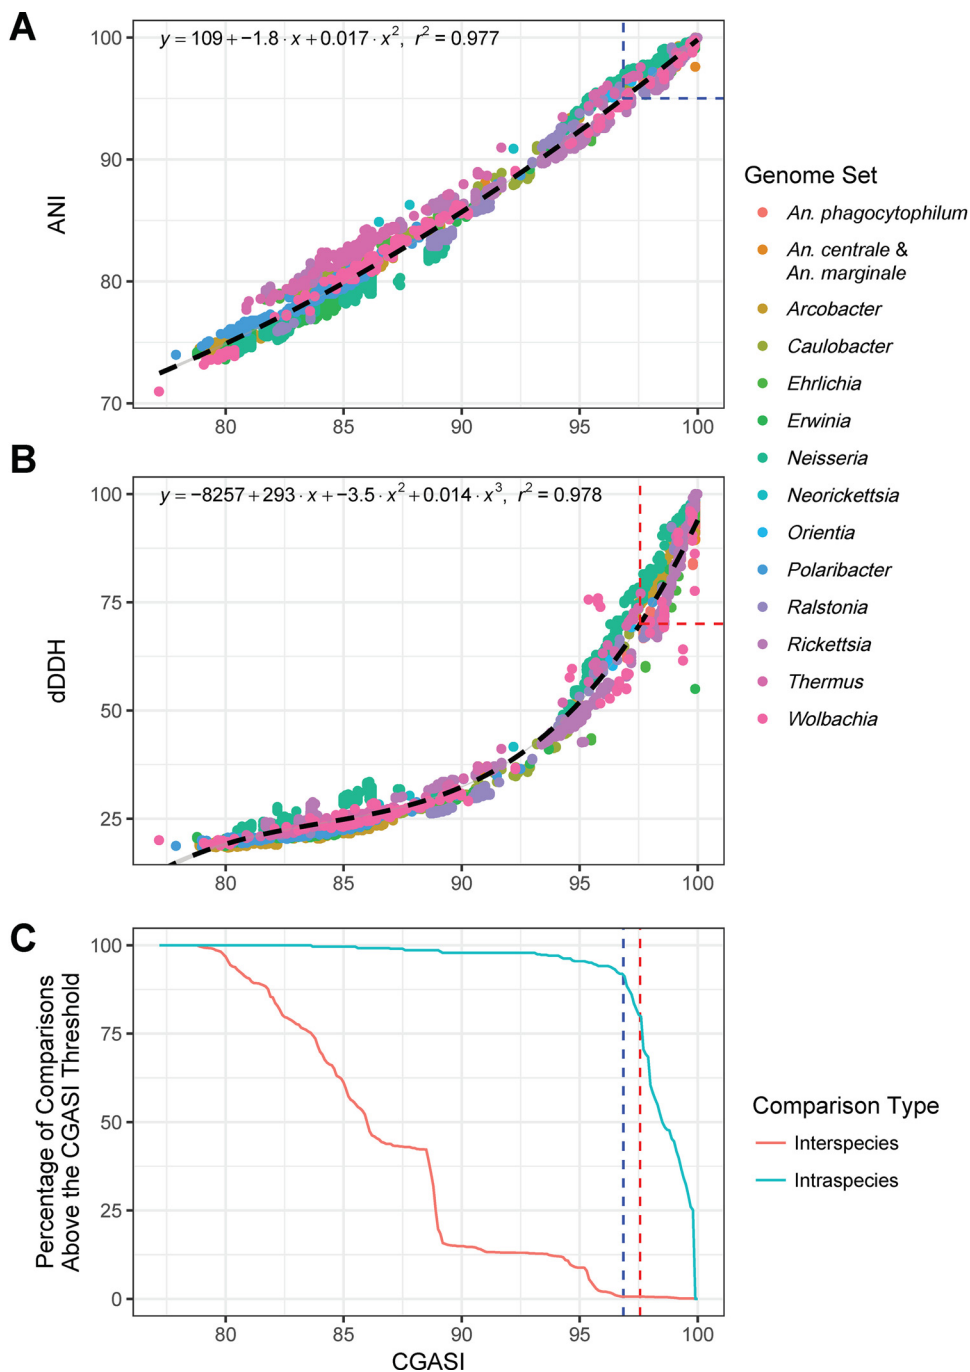 A
y = 109 + −1.8 · x + 0.017 · x², r² = 0.977
100
90
80
70
ANI
80 85 90 95 100
B
y = −8257 + 293 · x + −3.5 · x² + 0.014 · x³, r² = 0.978
100
75
50
25
dDDH
80 85 90 95 100
C
100
75
50
25
0
Percentage of Comparisons
Above the CGASI Threshold
80 85 90 95 100
CGASI
Genome Set
An. phagocytophilum
An. centrale &
An. marginale
Arcobacter
Caulobacter
Ehrlichia
Erwinia
Neisseria
Neorickettsia
Orientia
Polaribacter
Ralstonia
Rickettsia
Thermus
Wolbachia
Comparison Type
Interspecies
Intraspecies